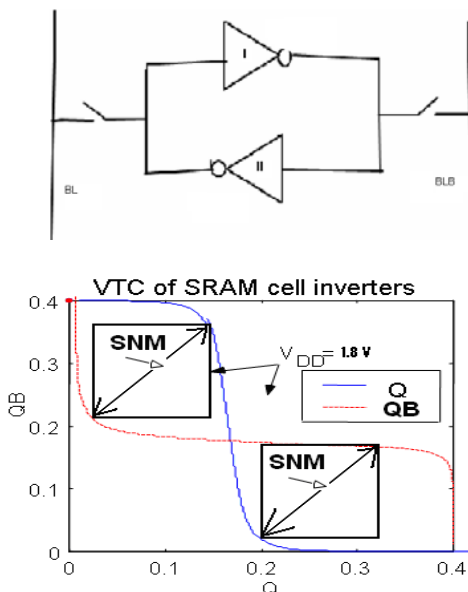 I
II
BL
BLB
VTC of SRAM cell inverters
0.4
0.3
0.2
0.1
0
QB
SNM
V DD = 1.8 V
Q
QB
SNM
0
0.1
0.2
0.3
0.4
Q